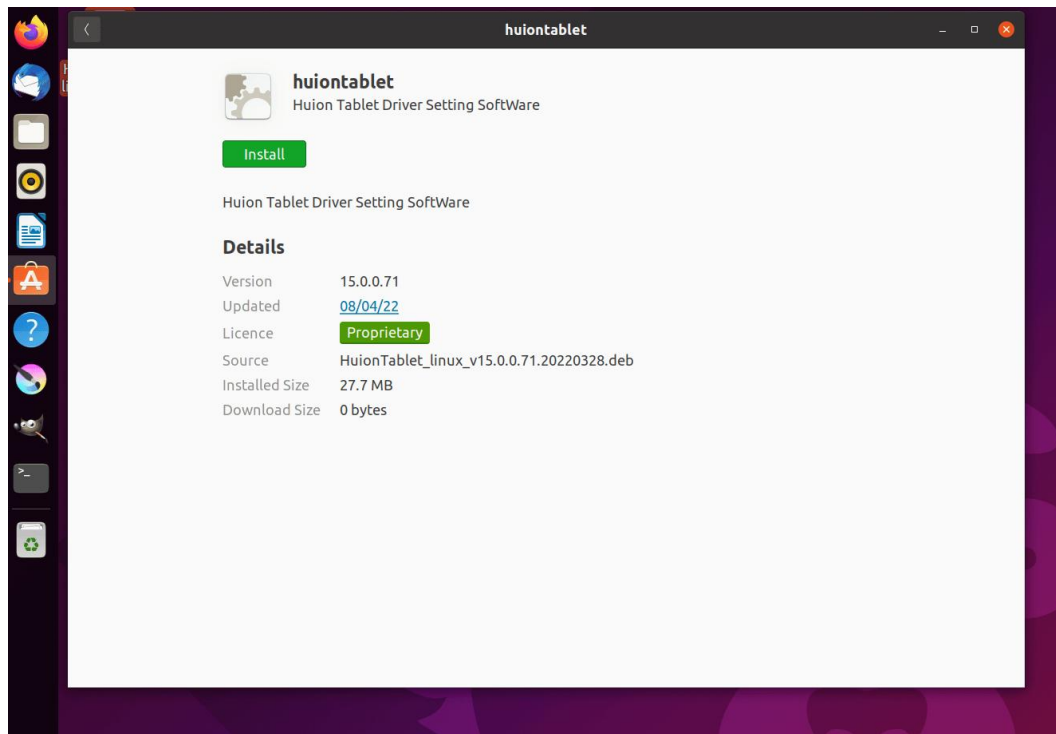 huiontablet
huiontablet
Huion Tablet Driver Setting SoftWare
Install
Huion Tablet Driver Setting SoftWare
Details
Version 15.0.0.71
Updated 08/04/22
Licence Proprietary
Source HuionTablet_linux_v15.0.0.71.20220328.deb
Installed Size 27.7 MB
Download Size 0 bytes